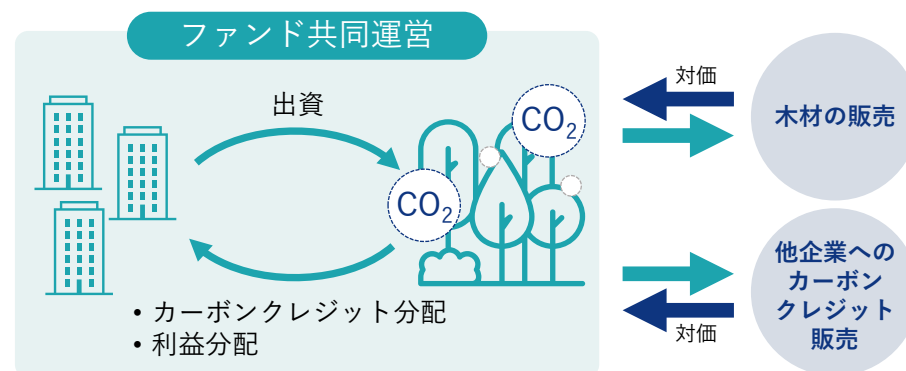 ファンド共同運営
出資
CO₂
CO₂
• カーボンクレジット分配
• 利益分配
対価
木材の販売
他企業への
カーボン
クレジット
販売
対価